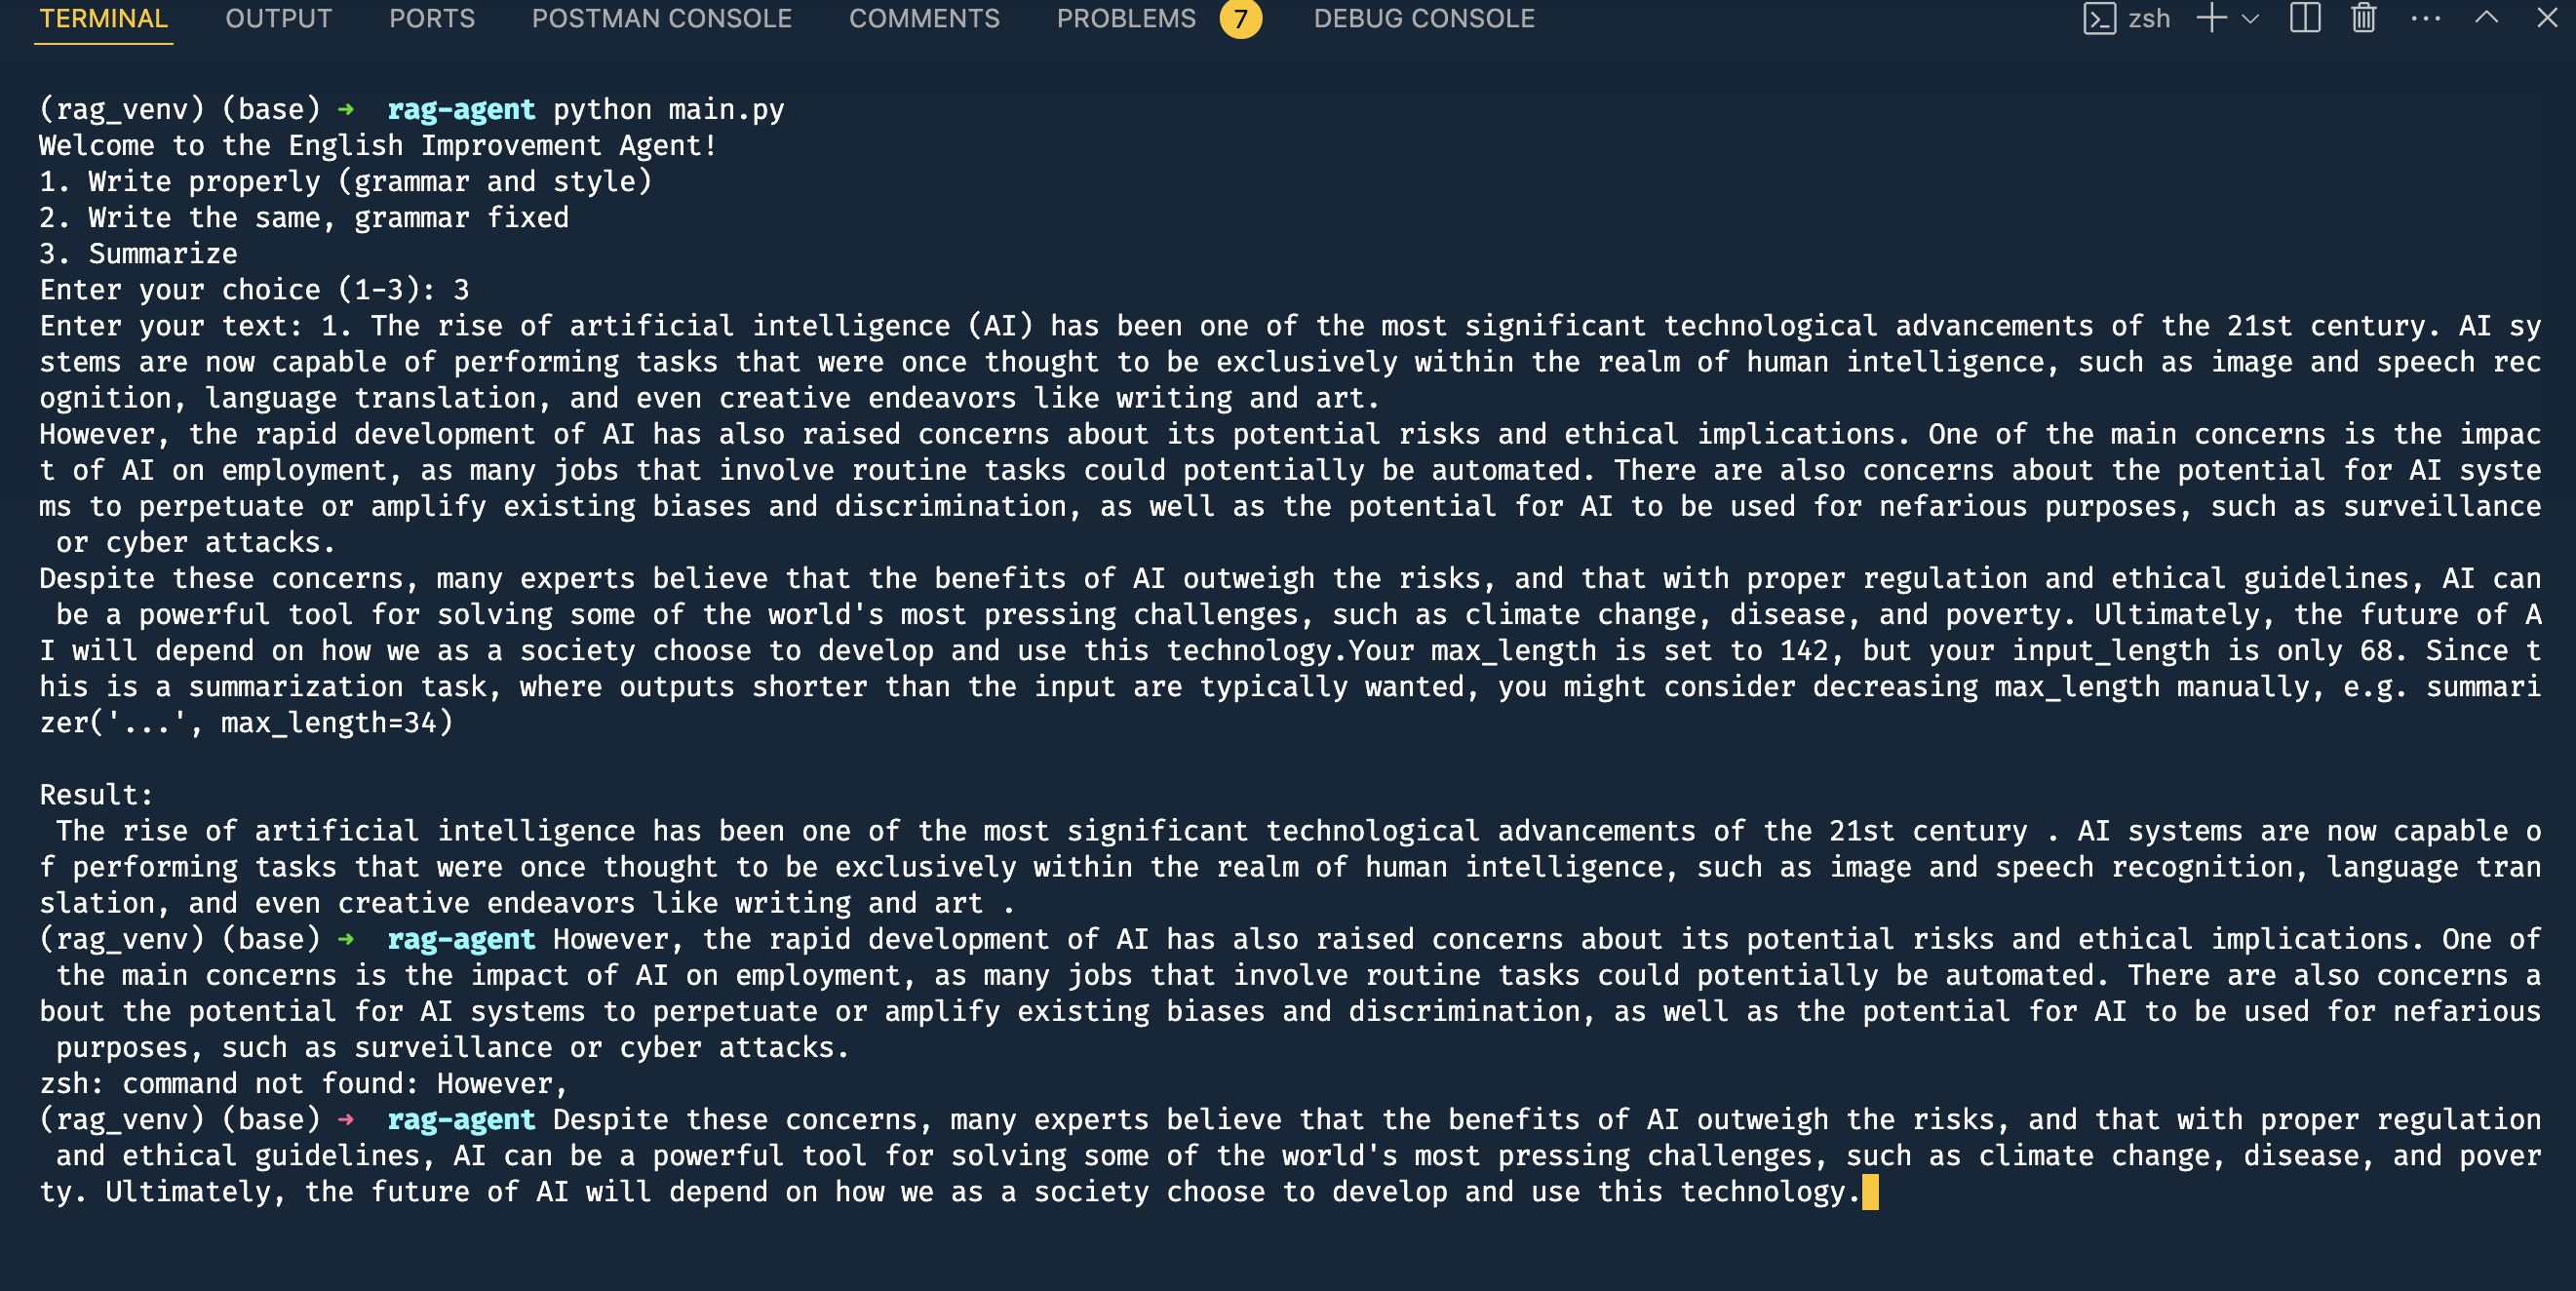 TERMINAL OUTPUT PORTS POSTMAN CONSOLE COMMENTS PROBLEMS 7 DEBUG CONSOLE zsh
(rag_venv) (base) ➜ rag-agent python main.py
Welcome to the English Improvement Agent!
1. Write properly (grammar and style)
2. Write the same, grammar fixed
3. Summarize
Enter your choice (1-3): 3
Enter your text: 1. The rise of artificial intelligence (AI) has been one of the most significant technological advancements of the 21st century. AI sy
stems are now capable of performing tasks that were once thought to be exclusively within the realm of human intelligence, such as image and speech rec
ognition, language translation, and even creative endeavors like writing and art.
However, the rapid development of AI has also raised concerns about its potential risks and ethical implications. One of the main concerns is the impac
t of AI on employment, as many jobs that involve routine tasks could potentially be automated. There are also concerns about the potential for AI syste
ms to perpetuate or amplify existing biases and discrimination, as well as the potential for AI to be used for nefarious purposes, such as surveillance
 or cyber attacks.
Despite these concerns, many experts believe that the benefits of AI outweigh the risks, and that with proper regulation and ethical guidelines, AI can
 be a powerful tool for solving some of the world's most pressing challenges, such as climate change, disease, and poverty. Ultimately, the future of A
I will depend on how we as a society choose to develop and use this technology.Your max_length is set to 142, but your input_length is only 68. Since t
his is a summarization task, where outputs shorter than the input are typically wanted, you might consider decreasing max_length manually, e.g. summari
zer('...', max_length=34)

Result:
 The rise of artificial intelligence has been one of the most significant technological advancements of the 21st century . AI systems are now capable o
f performing tasks that were once thought to be exclusively within the realm of human intelligence, such as image and speech recognition, language tran
slation, and even creative endeavors like writing and art .
(rag_venv) (base) ➜ rag-agent However, the rapid development of AI has also raised concerns about its potential risks and ethical implications. One of
 the main concerns is the impact of AI on employment, as many jobs that involve routine tasks could potentially be automated. There are also concerns a
bout the potential for AI systems to perpetuate or amplify existing biases and discrimination, as well as the potential for AI to be used for nefarious
 purposes, such as surveillance or cyber attacks.
zsh: command not found: However,
(rag_venv) (base) ➜ rag-agent Despite these concerns, many experts believe that the benefits of AI outweigh the risks, and that with proper regulation
 and ethical guidelines, AI can be a powerful tool for solving some of the world's most pressing challenges, such as climate change, disease, and pover
ty. Ultimately, the future of AI will depend on how we as a society choose to develop and use this technology.